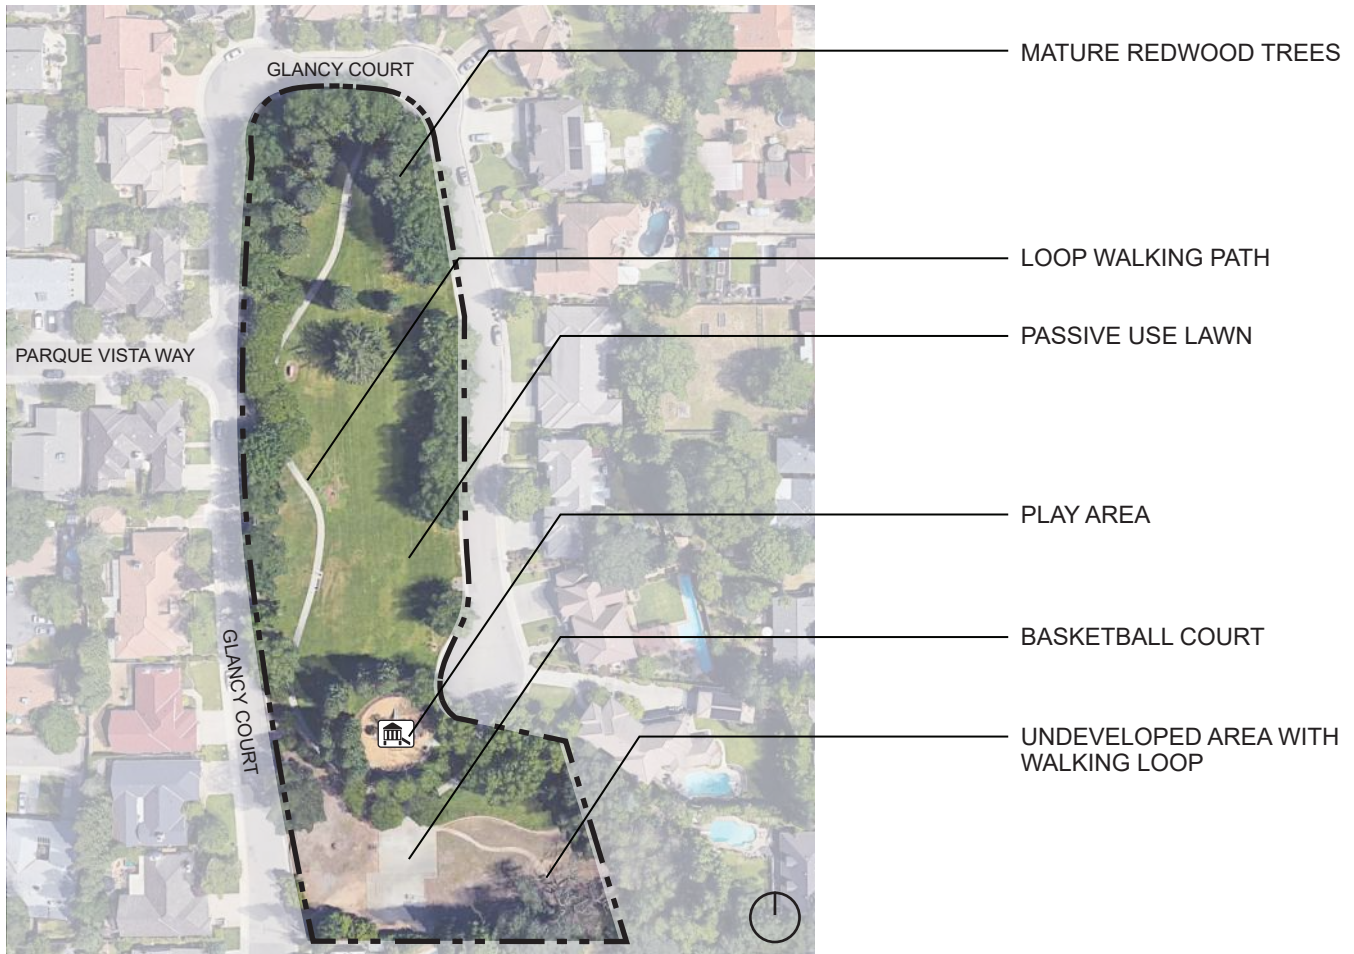 GLANCY COURT
MATURE REDWOOD TREES
LOOP WALKING PATH
PASSIVE USE LAWN
PARQUE VISTA WAY
PLAY AREA
GLANCY COURT
BASKETBALL COURT
UNDEVELOPED AREA WITH
WALKING LOOP